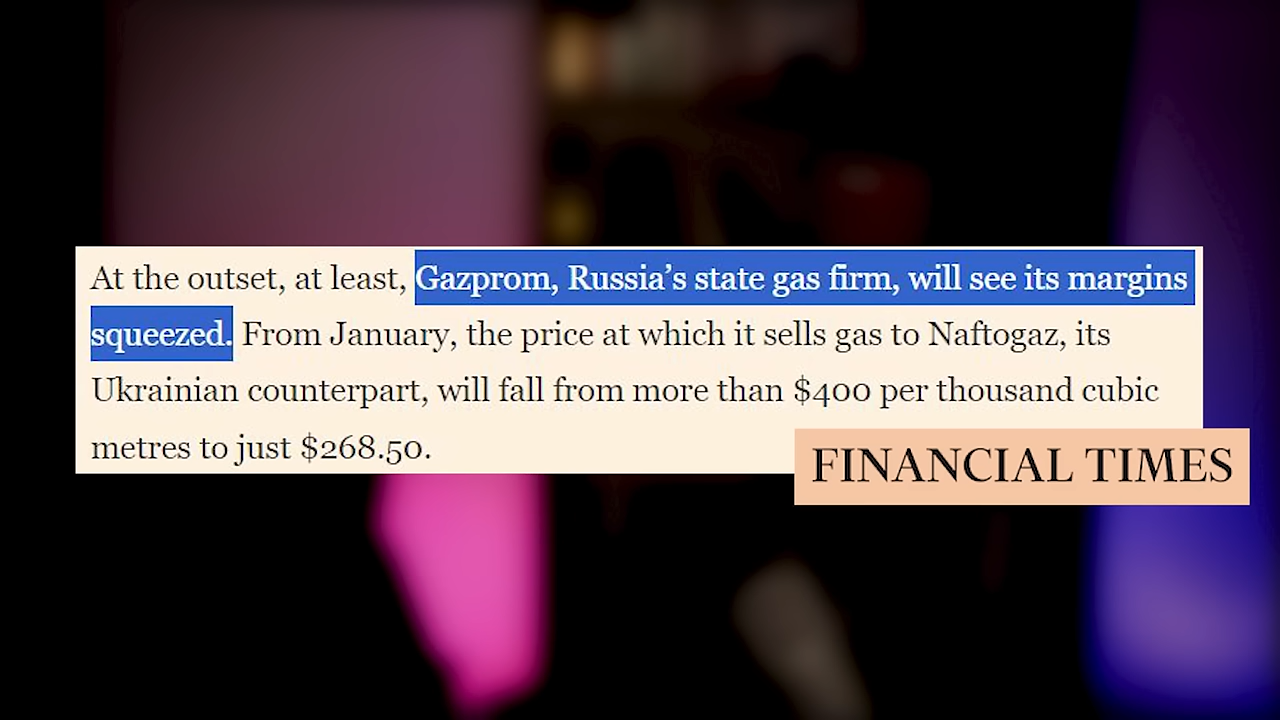 At the outset, at least, Gazprom, Russia’s state gas firm, will see its margins
squeezed. From January, the price at which it sells gas to Naftogaz, its
Ukrainian counterpart, will fall from more than $400 per thousand cubic
metres to just $268.50.
FINANCIAL TIMES